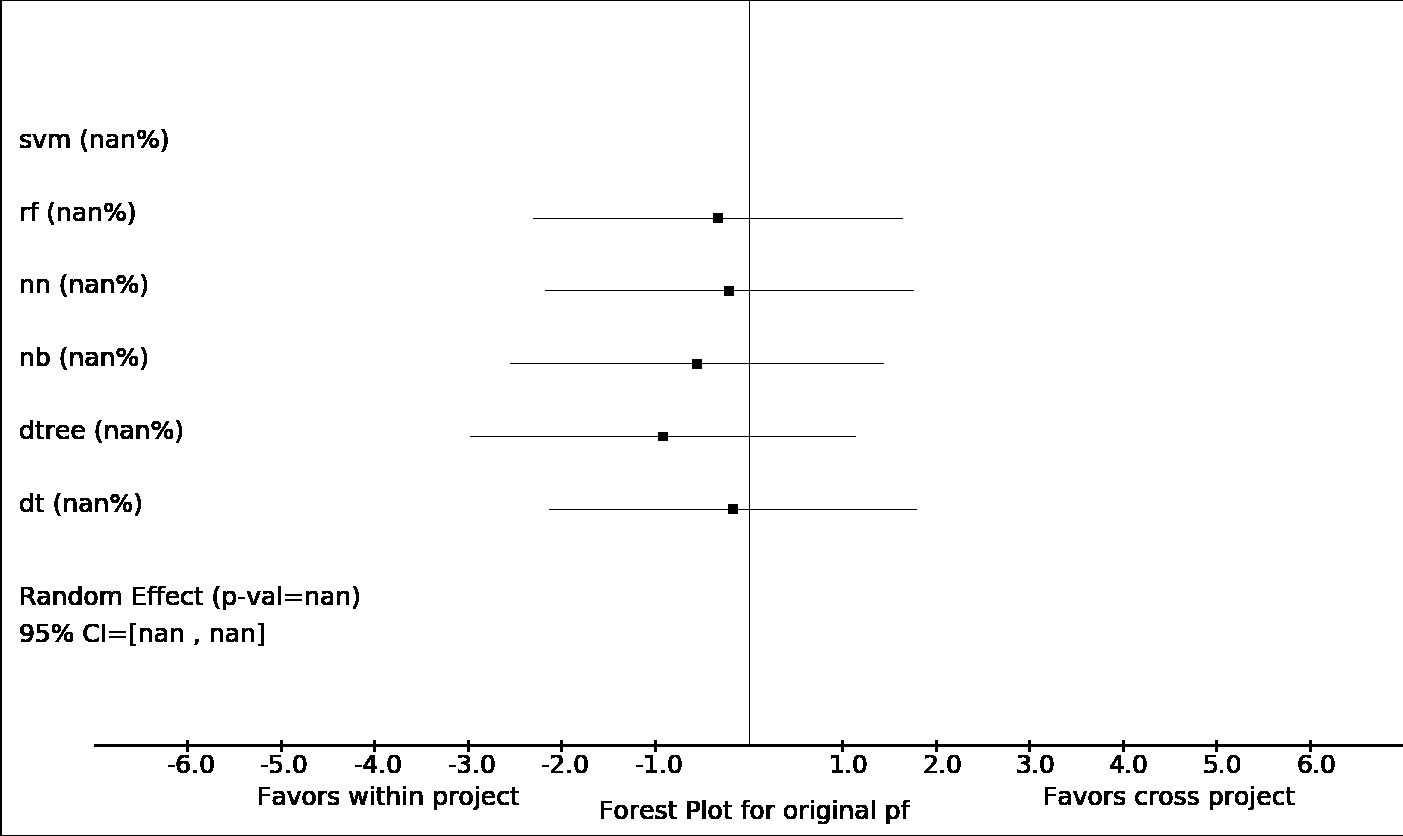 svm (nan%)
rf (nan%)
nn (nan%)
nb (nan%)
dtree (nan%)
dt (nan%)
Random Effect (p-val=nan)
95% CI=[nan , nan]
-6.0 -5.0 -4.0 -3.0 -2.0 -1.0 1.0 2.0 3.0 4.0 5.0 6.0
Favors within project Favors cross project
Forest Plot for original pf